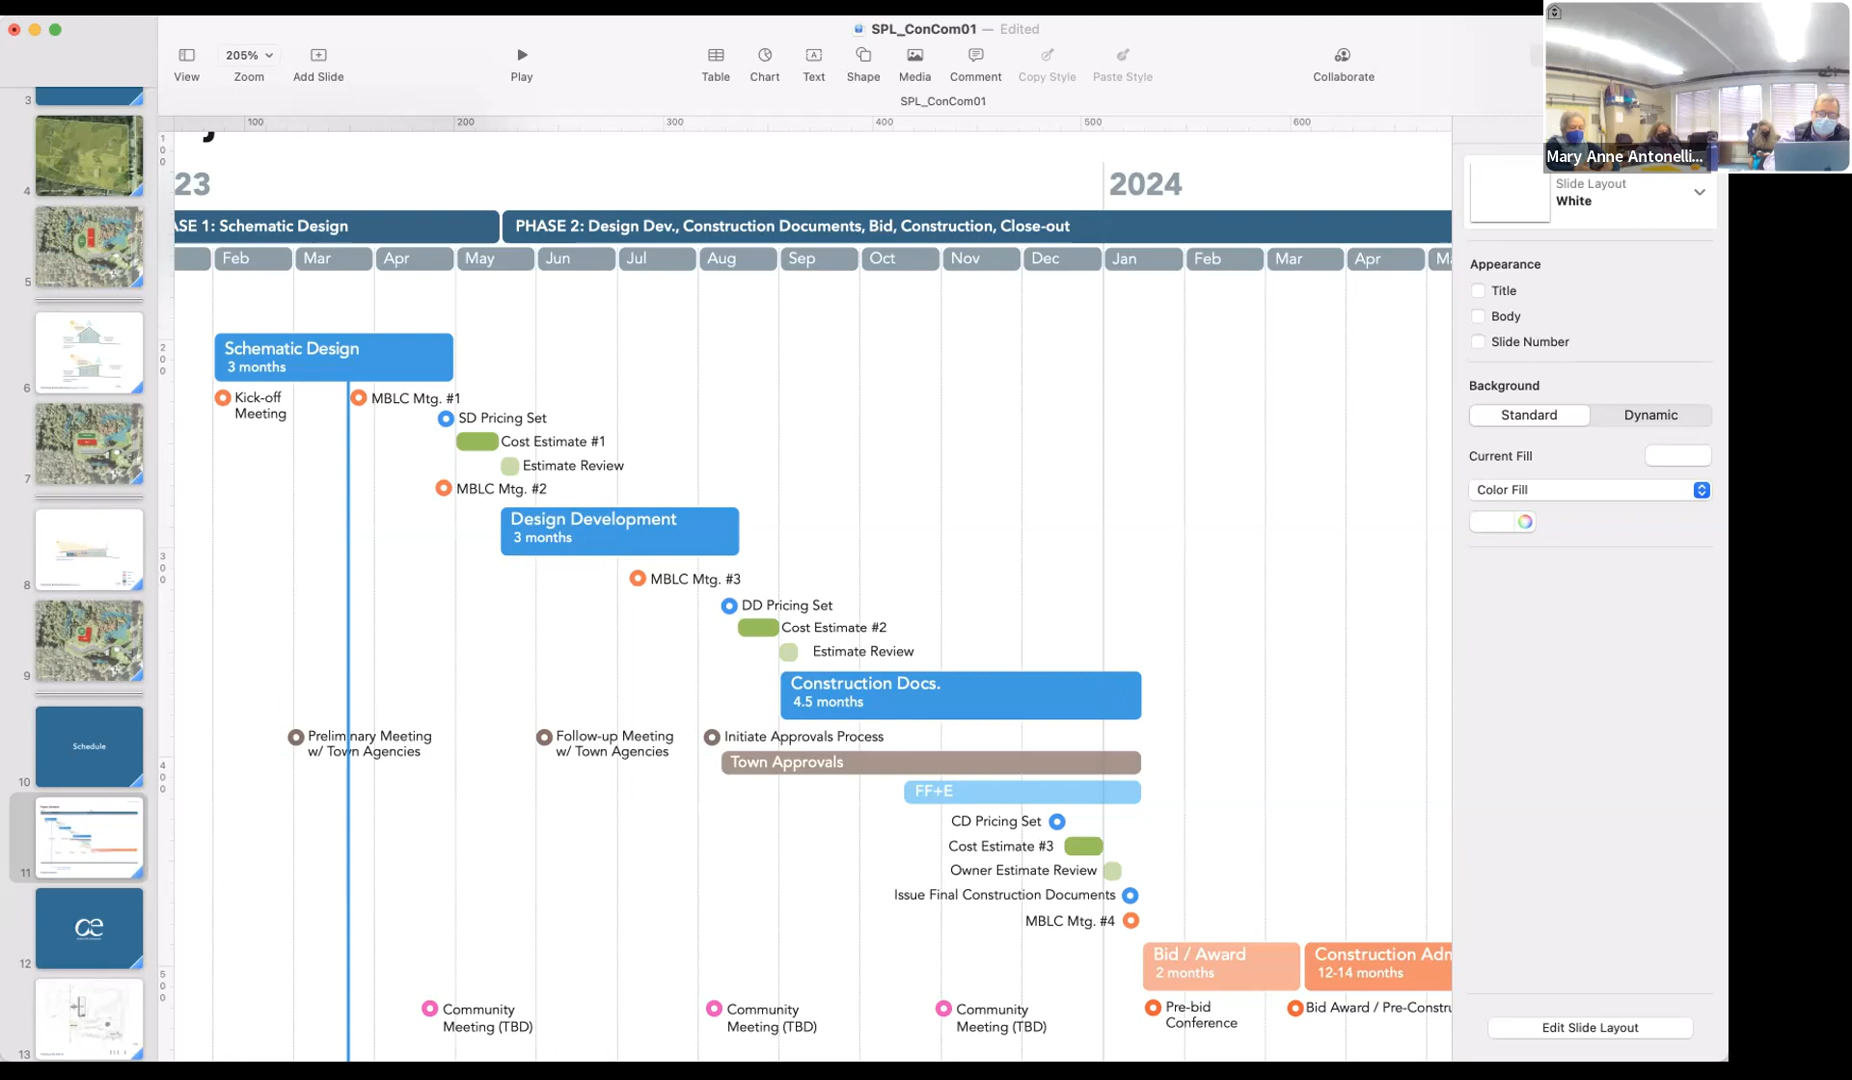 SPL_ConCom01 — Edited
205%
View
Zoom
Add Slide
Play
Table
Chart
Text
Shape
Media
Comment
Copy Style
Paste Style
Collaborate
SPL_ConCom01
Mary Anne Antonelli...
100
200
300
400
500
600
23
2024
ASE 1: Schematic Design
PHASE 2: Design Dev., Construction Documents, Bid, Construction, Close-out
Feb
Mar
Apr
May
Jun
Jul
Aug
Sep
Oct
Nov
Dec
Jan
Feb
Mar
Apr
Ma
Schematic Design
3 months
Kick-off
Meeting
MBLC Mtg. #1
SD Pricing Set
Cost Estimate #1
Estimate Review
MBLC Mtg. #2
Design Development
3 months
MBLC Mtg. #3
DD Pricing Set
Cost Estimate #2
Estimate Review
Construction Docs.
4.5 months
Preliminary Meeting
w/ Town Agencies
Follow-up Meeting
w/ Town Agencies
Initiate Approvals Process
Town Approvals
FF+E
CD Pricing Set
Cost Estimate #3
Owner Estimate Review
Issue Final Construction Documents
MBLC Mtg. #4
Bid / Award
2 months
Construction Adm
12-14 months
Community
Meeting (TBD)
Community
Meeting (TBD)
Community
Meeting (TBD)
Pre-bid
Conference
Bid Award / Pre-Constru
3
4
5
6
7
8
9
Schedule
10
11
12
13
100
200
300
400
500
Slide Layout
White
Appearance
Title
Body
Slide Number
Background
Standard
Dynamic
Current Fill
Color Fill
Edit Slide Layout